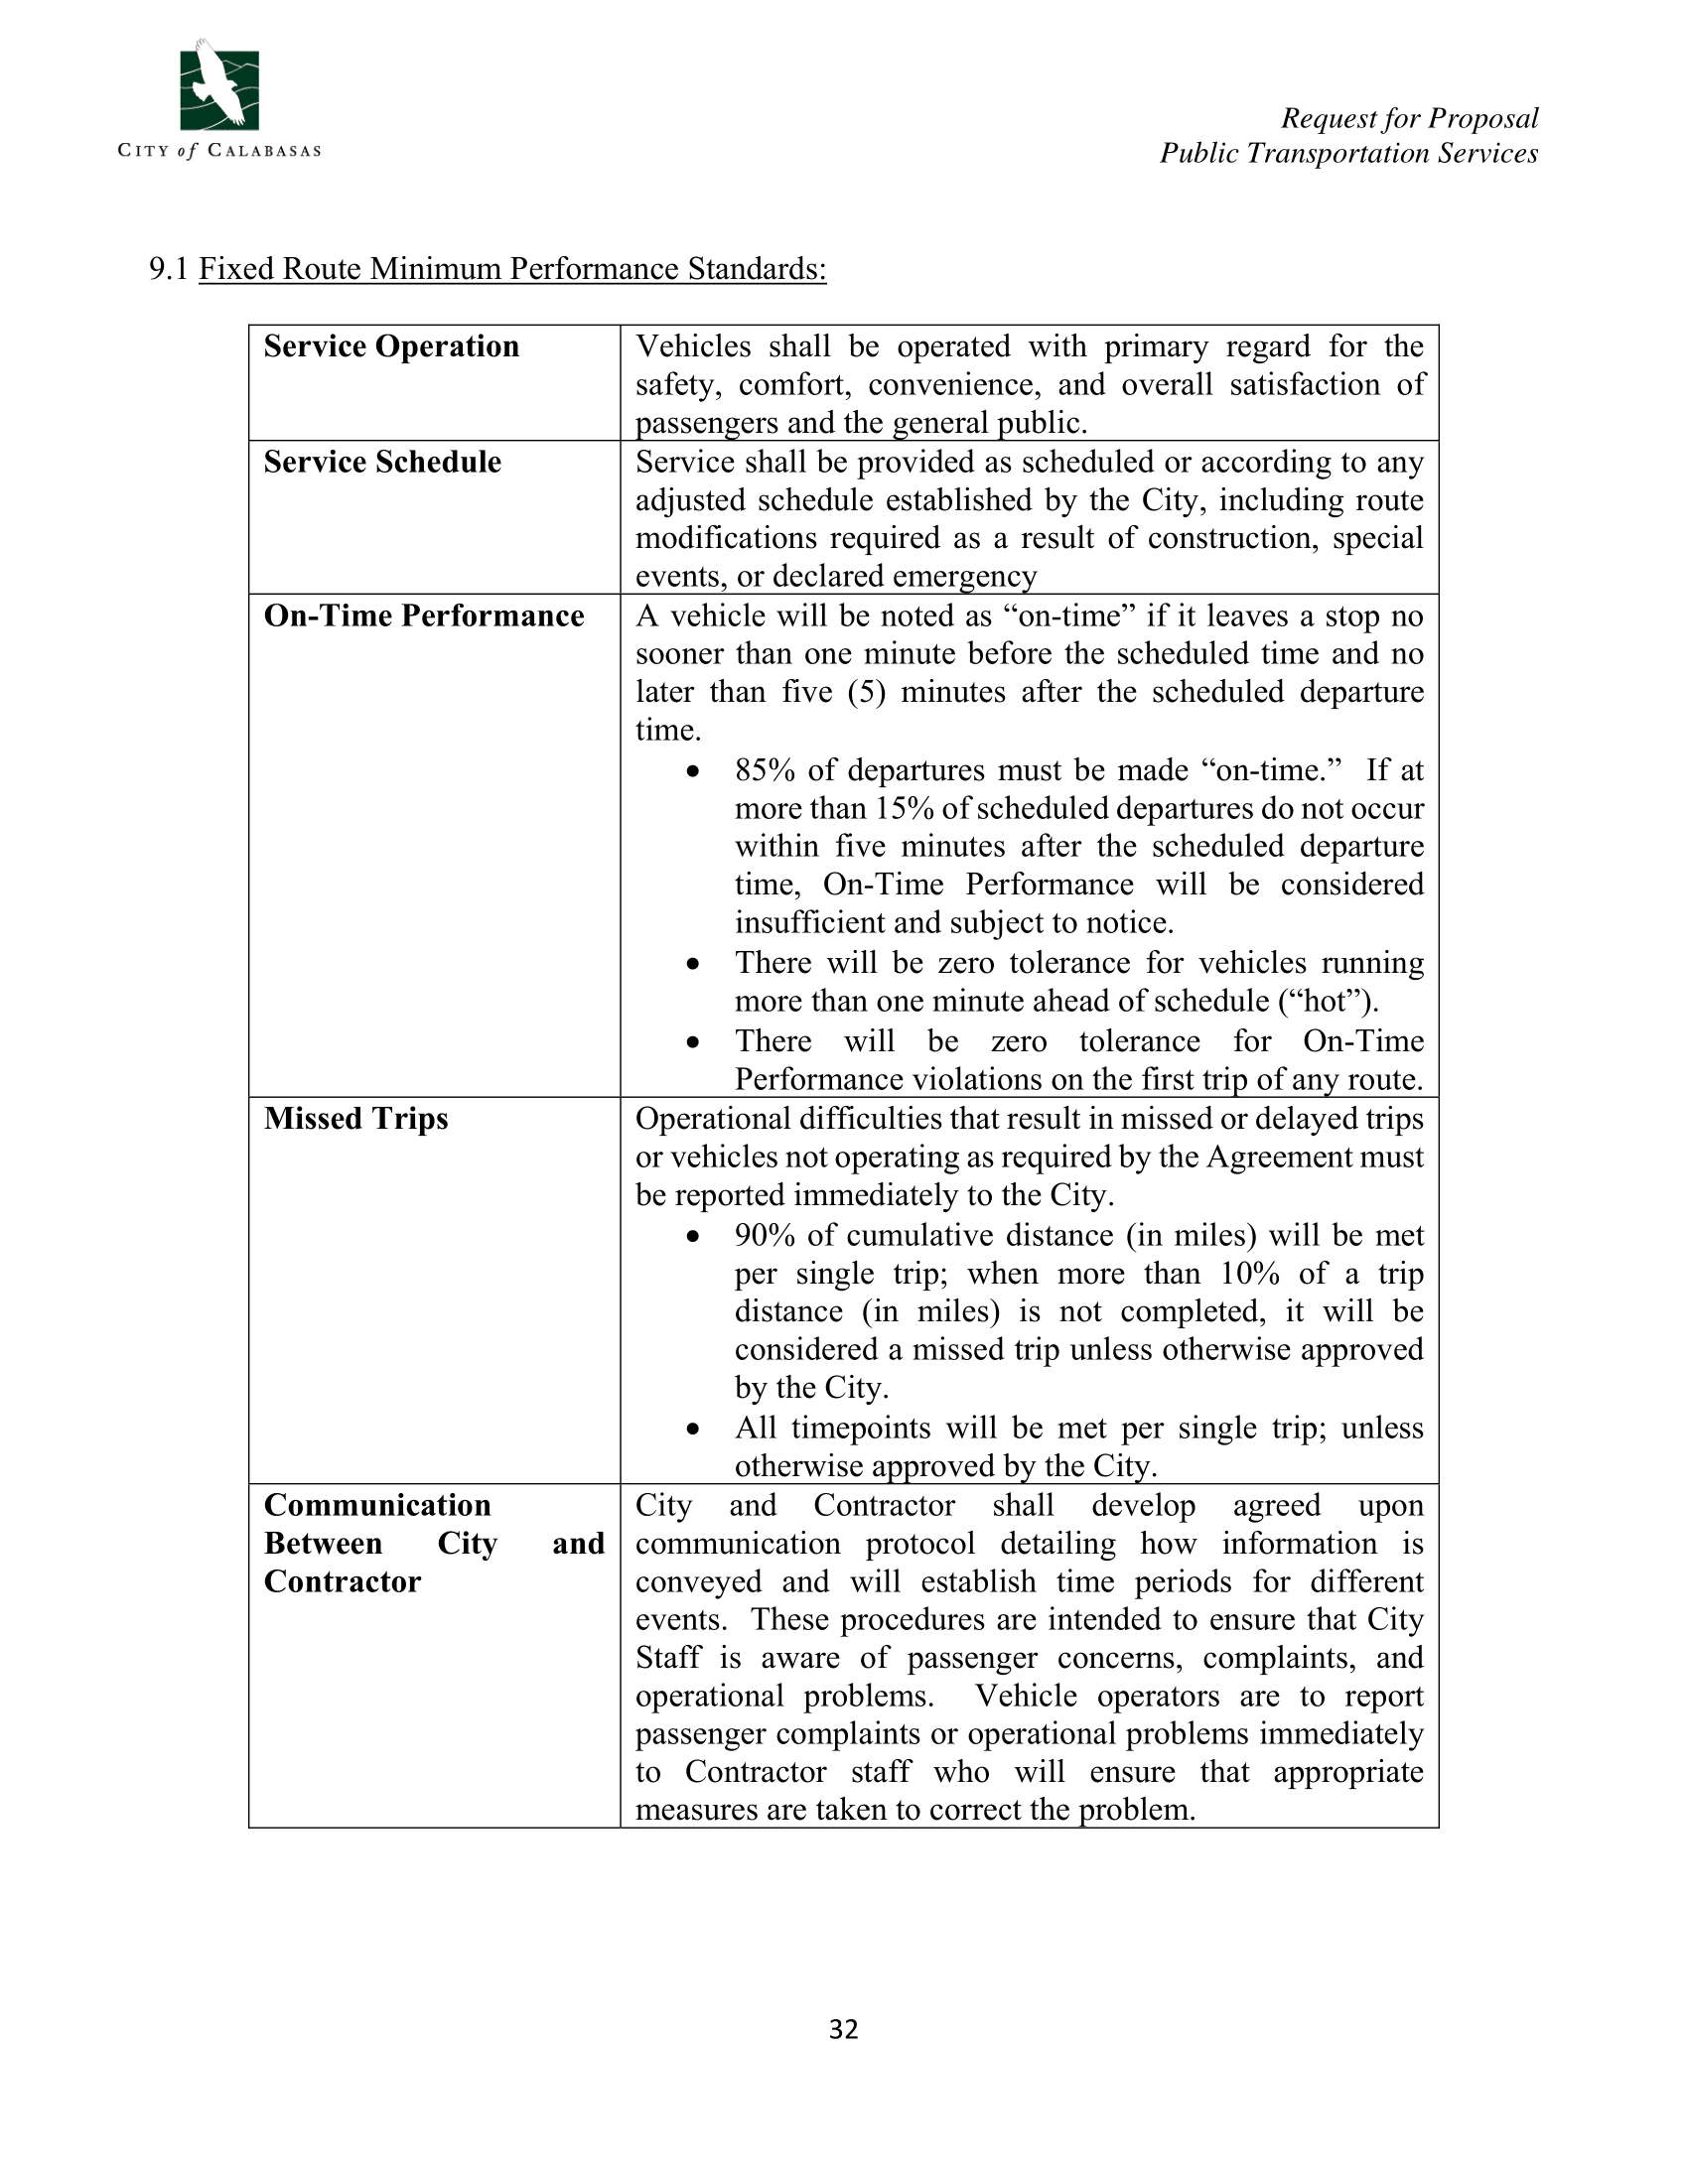 CITY of CALABASAS
Request for Proposal
Public Transportation Services
9.1 Fixed Route Minimum Performance Standards:
Service Operation
Vehicles shall be operated with primary regard for the
safety, comfort, convenience, and overall satisfaction of
passengers and the general public.
Service Schedule
Service shall be provided as scheduled or according to any
adjusted schedule established by the City, including route
modifications required as a result of construction, special
events, or declared emergency
On-Time Performance
A vehicle will be noted as “on-time” if it leaves a stop no
sooner than one minute before the scheduled time and no
later than five (5) minutes after the scheduled departure
time.
• 85% of departures must be made “on-time.” If at
more than 15% of scheduled departures do not occur
within five minutes after the scheduled departure
time, On-Time Performance will be considered
insufficient and subject to notice.
• There will be zero tolerance for vehicles running
more than one minute ahead of schedule (“hot”).
• There will be zero tolerance for On-Time
Performance violations on the first trip of any route.
Missed Trips
Operational difficulties that result in missed or delayed trips
or vehicles not operating as required by the Agreement must
be reported immediately to the City.
• 90% of cumulative distance (in miles) will be met
per single trip; when more than 10% of a trip
distance (in miles) is not completed, it will be
considered a missed trip unless otherwise approved
by the City.
• All timepoints will be met per single trip; unless
otherwise approved by the City.
Communication
Between City and
Contractor
City and Contractor shall develop agreed upon
communication protocol detailing how information is
conveyed and will establish time periods for different
events. These procedures are intended to ensure that City
Staff is aware of passenger concerns, complaints, and
operational problems. Vehicle operators are to report
passenger complaints or operational problems immediately
to Contractor staff who will ensure that appropriate
measures are taken to correct the problem.
32